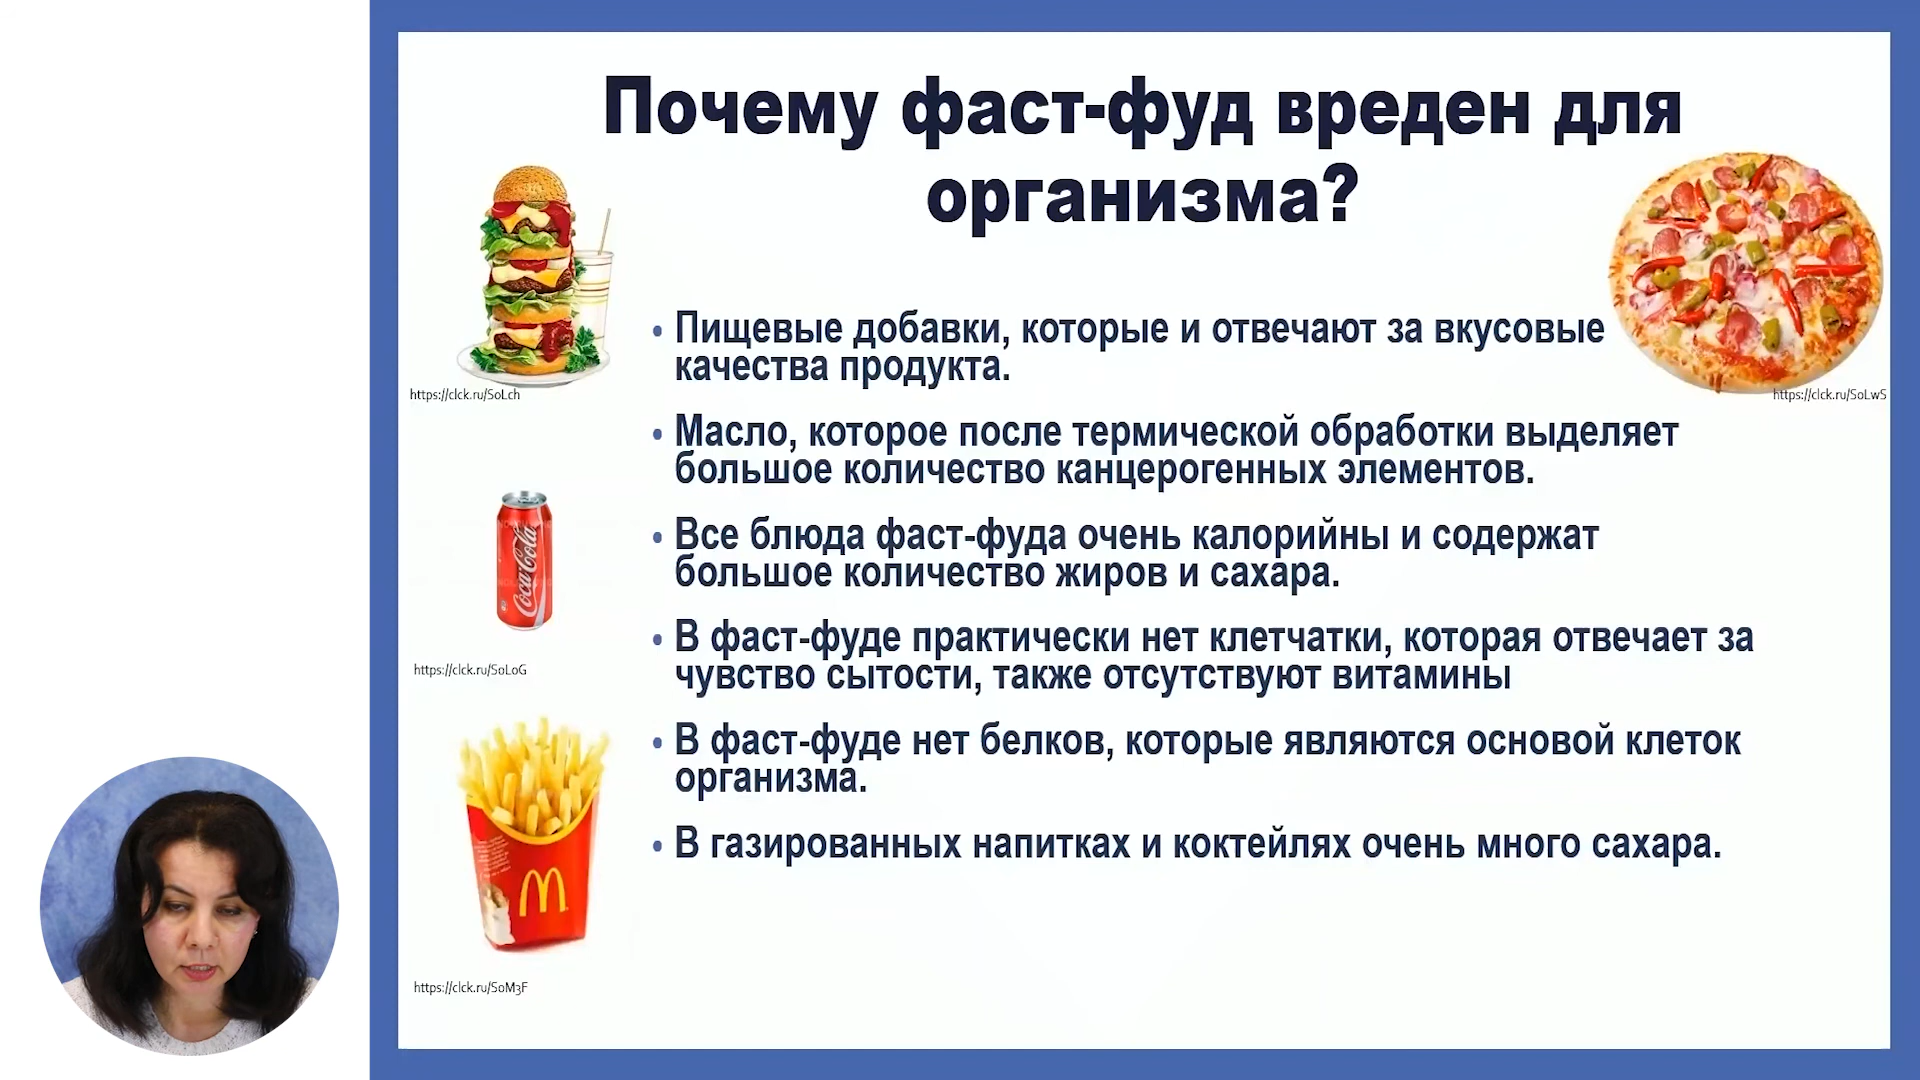 Почему фаст-фуд вреден для
организма?
• Пищевые добавки, которые и отвечают за вкусовые
качества продукта.
https://clck.ru/SoLch
https://clck.ru/SoLwS
• Масло, которое после термической обработки выделяет
большое количество канцерогенных элементов.
Coca-Cola
• Все блюда фаст-фуда очень калорийны и содержат
большое количество жиров и сахара.
https://clck.ru/SoLoG
• В фаст-фуде практически нет клетчатки, которая отвечает за
чувство сытости, также отсутствуют витамины
• В фаст-фуде нет белков, которые являются основой клеток
организма.
• В газированных напитках и коктейлях очень много сахара.
M
https://clck.ru/SoM3F